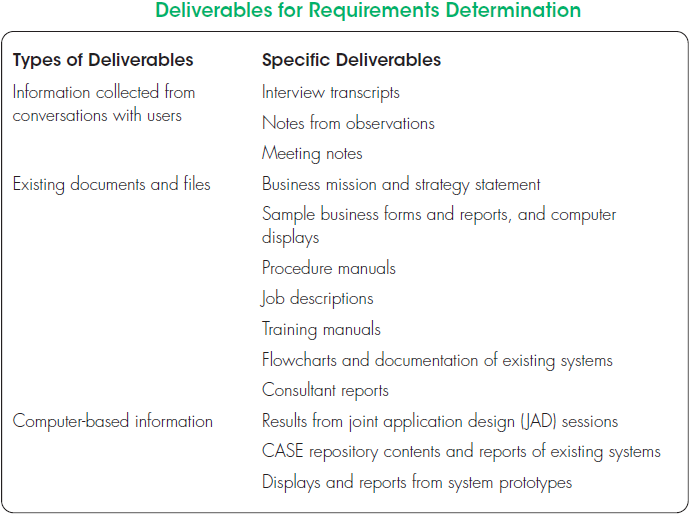 Deliverables for Requirements Determination
Types of Deliverables Specific Deliverables
Information collected from Interview transcripts
conversations with users
Notes from observations
Meeting notes
Existing documents and files Business mission and strategy statement
Sample business forms and reports, and computer
displays
Procedure manuals
Job descriptions
Training manuals
Flowcharts and documentation of existing systems
Consultant reports
Computer-based information Results from joint application design (JAD) sessions
CASE repository contents and reports of existing systems
Displays and reports from system prototypes